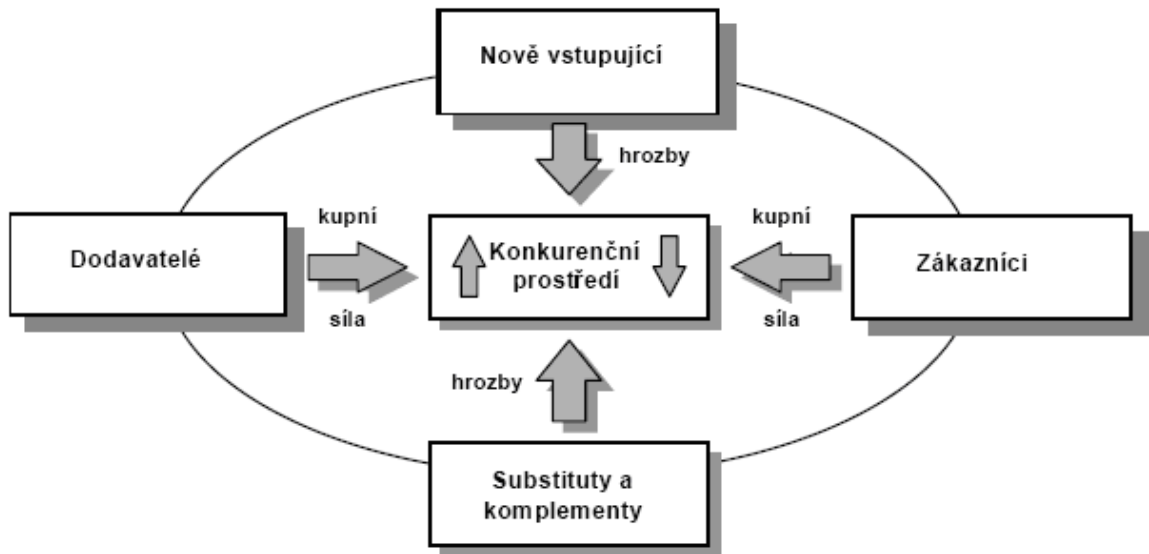 Nově vstupující
hrozby
kupní
kupní
Dodavatelé
Konkurenční
prostředí
Zákazníci
síla
síla
hrozby
Substituty a
komplementy